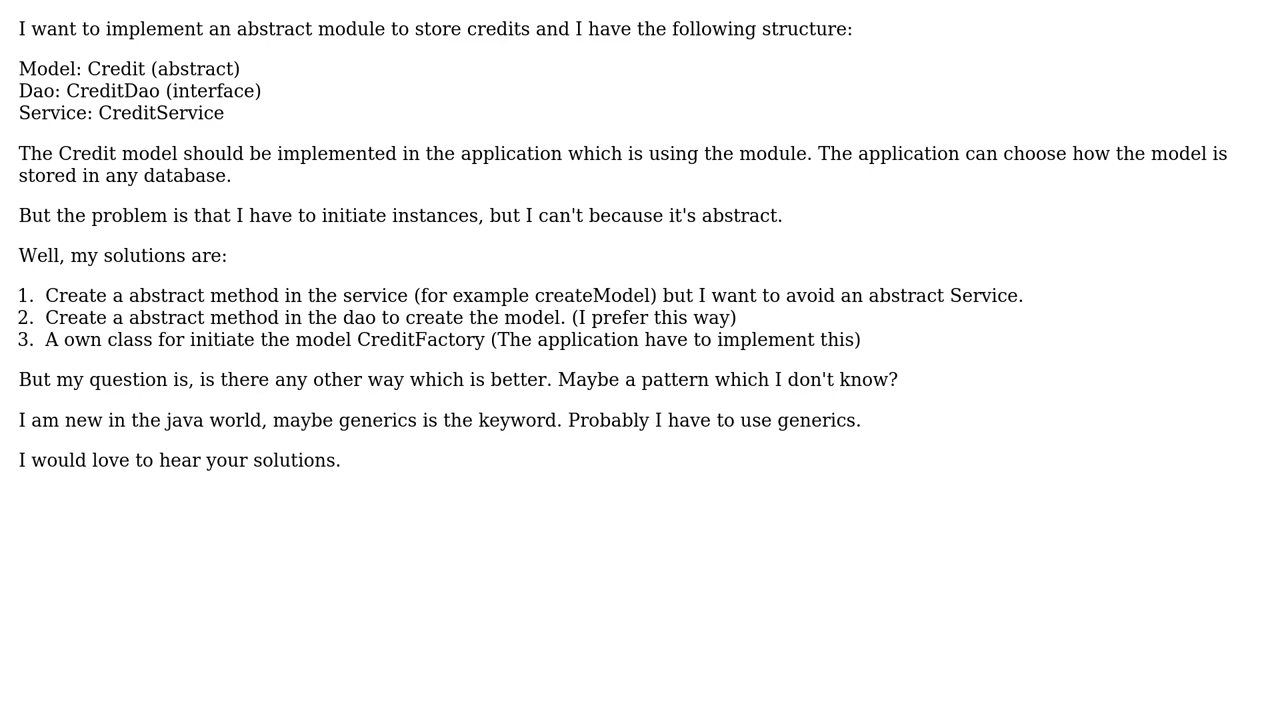 I want to implement an abstract module to store credits and I have the following structure:
Model: Credit (abstract)
Dao: CreditDao (interface)
Service: CreditService
The Credit model should be implemented in the application which is using the module. The application can choose how the model is
stored in any database.
But the problem is that I have to initiate instances, but I can't because it's abstract.
Well, my solutions are:
1. Create a abstract method in the service (for example createModel) but I want to avoid an abstract Service.
2. Create a abstract method in the dao to create the model. (I prefer this way)
3. A own class for initiate the model CreditFactory (The application have to implement this)
But my question is, is there any other way which is better. Maybe a pattern which I don't know?
I am new in the java world, maybe generics is the keyword. Probably I have to use generics.
I would love to hear your solutions.